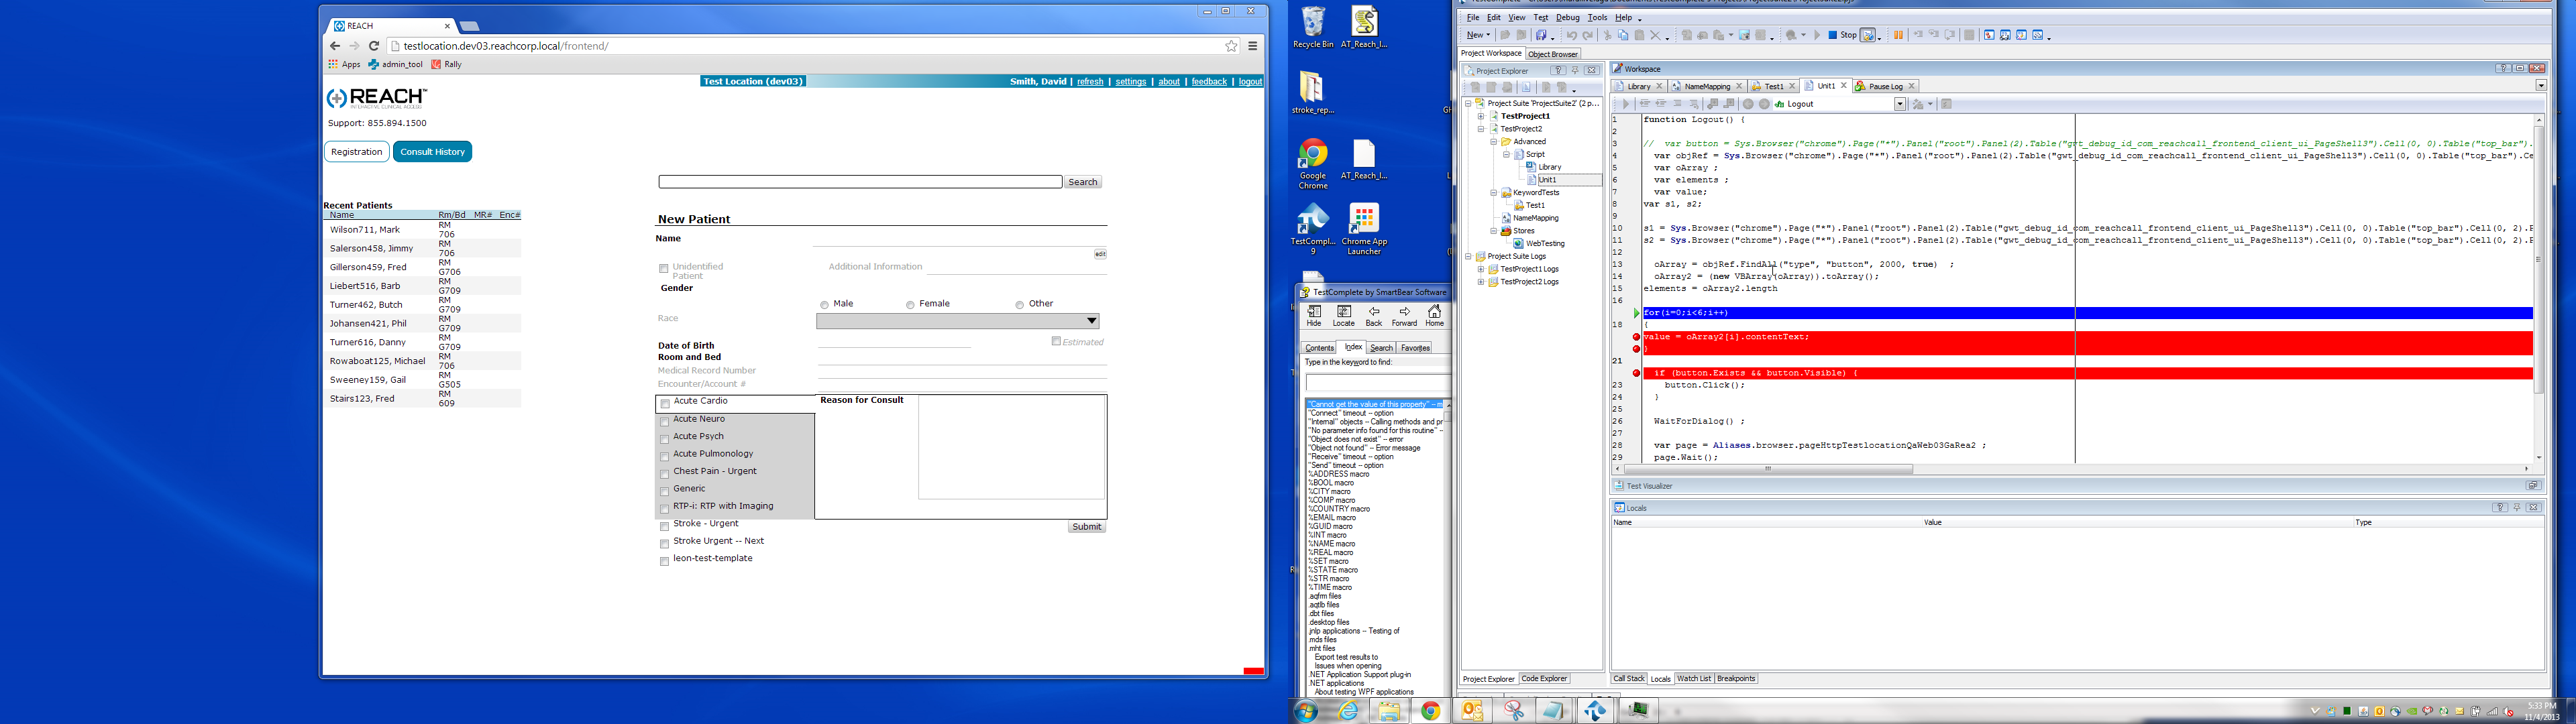 REACH
testlocation.dev03.reachcorp.local/frontend/
Apps admin_tool Rally
Test Location (dev03) Smith, David | refresh | settings | about | feedback | logout
REACH™
INTERACTIVE CLINICAL ACCESS
Support: 855.894.1500
Registration Consult History
Search
Recent Patients
Name Rm/Bd MR# Enc#
Wilson711, Mark RM 706
Salerson458, Jimmy RM 706
Gillerson459, Fred RM G706
Liebert516, Barb RM G709
Turner462, Butch RM G709
Johansen421, Phil RM G709
Turner616, Danny RM G709
Rowaboat125, Michael RM 706
Sweeney159, Gail RM G505
Stairs123, Fred RM 609
New Patient
Name
edit
Unidentified Patient Additional Information
Gender
Male Female Other
Race
Date of Birth Estimated
Room and Bed
Medical Record Number
Encounter/Account #
Acute Cardio Reason for Consult
Acute Neuro
Acute Psych
Acute Pulmonology
Chest Pain - Urgent
Generic
RTP-i: RTP with Imaging
Stroke - Urgent
Submit
Stroke Urgent -- Next
leon-test-template
Recycle Bin AT_Reach_I...
stroke_rep...
Google Chrome AT_Reach_I...
TestCompl... 9 Chrome App Launcher
TestComplete by SmartBear Software
Hide Locate Back Forward Home
Contents Index Search Favorites
Type in the keyword to find:
"Cannot get the value of this property" -- m
"Connect" timeout -- option
"Internal" objects -- Calling methods and pr
"No parameter info found for this routine" --
"Object does not exist" -- error
"Object not found" -- Error message
"Receive" timeout -- option
"Send" timeout -- option
%ADDRESS macro
%BOOL macro
%CITY macro
%COMP macro
%COUNTRY macro
%EMAIL macro
%GUID macro
%INT macro
%NAME macro
%REAL macro
%SET macro
%STATE macro
%STR macro
%TIME macro
.aqfm files
.aqtlb files
.dbt files
.desktop files
.jnlp applications -- Testing of
.mds files
.mht files
Export test results to
Issues when opening
.NET Application Support plug-in
.NET applications
About testing WPF applications
File Edit View Test Debug Tools Help
New Stop
Project Workspace Object Browser
Project Explorer
Project Suite 'ProjectSuite2' (2 p...
TestProject1
TestProject2
Advanced
Script
Library
Unit1
KeywordTests
Test1
NameMapping
Stores
WebTesting
Project Suite Logs
TestProject1 Logs
TestProject2 Logs
Project Explorer Code Explorer
Workspace
Library NameMapping Test1 Unit1 Pause Log
Logout
1 function Logout() {
2
3 // var button = Sys.Browser("chrome").Page("*").Panel("root").Panel(2).Table("gwt_debug_id_com_reachcall_frontend_client_ui_PageShell3").Cell(0, 0).Table("top_bar").
4 var objRef = Sys.Browser("chrome").Page("*").Panel("root").Panel(2).Table("gwt_debug_id_com_reachcall_frontend_client_ui_PageShell3").Cell(0, 0).Table("top_bar").Ce
5 var oArray ;
6 var elements ;
7 var value;
8 var s1, s2;
9
10 s1 = Sys.Browser("chrome").Page("*").Panel("root").Panel(2).Table("gwt_debug_id_com_reachcall_frontend_client_ui_PageShell3").Cell(0, 0).Table("top_bar").Cell(0, 2).P
11 s2 = Sys.Browser("chrome").Page("*").Panel("root").Panel(2).Table("gwt_debug_id_com_reachcall_frontend_client_ui_PageShell3").Cell(0, 0).Table("top_bar").Cell(0, 2).P
12
13 oArray = objRef.FindAll("type", "button", 2000, true) ;
14 oArray2 = (new VBArray(oArray)).toArray();
15 elements = oArray2.length
16
for(i=0;i<6;i++)
18 {
value = oArray2[i].contentText;
}
21
if (button.Exists && button.Visible) {
23 button.Click();
24 }
25
26 WaitForDialog() ;
27
28 var page = Aliases.browser.pageHttpTestlocationQaWeb03GaRea2 ;
29 page.Wait();
Test Visualizer
Locals
Name Value Type
Call Stack Locals Watch List Breakpoints
5:33 PM
11/4/2013